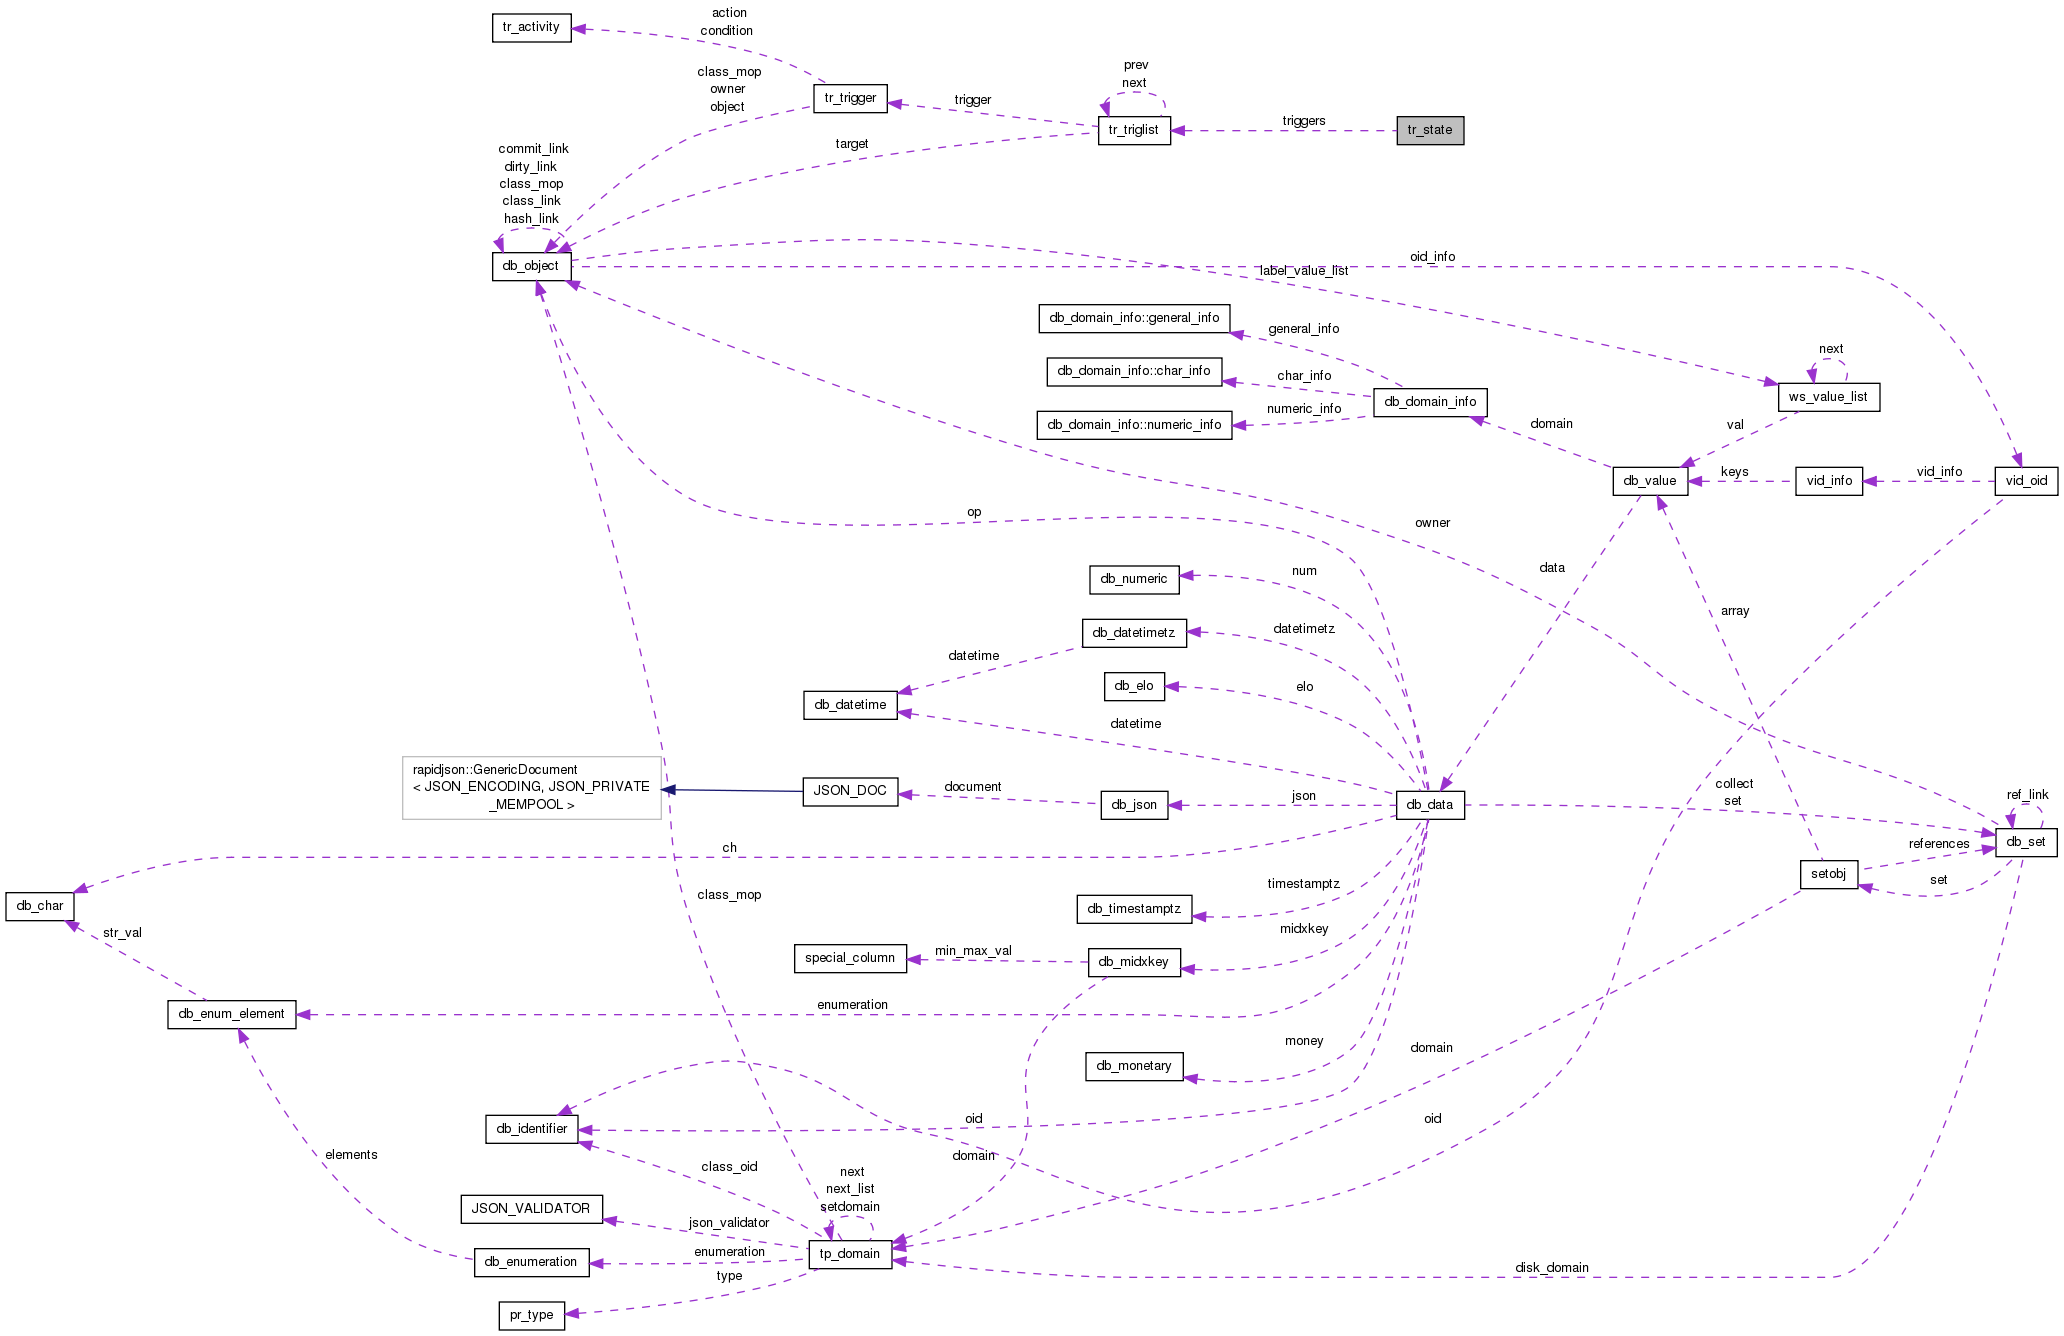 action
tr_activity
condition
class_mop
prev
owner
next
tr_trigger
trigger
object
triggers
tr_triglist
tr_state
target
commit_link
dirty_link
class_mop
class_link
hash_link
db_object
oid_info
label_value_list
db_domain_info::general_info
general_info
next
db_domain_info::char_info
char_info
ws_value_list
db_domain_info
numeric_info
db_domain_info::numeric_info
domain
val
keys
vid_info
db_value
vid_info
vid_oid
op
owner
data
num
db_numeric
array
datetimetz
db_datetimetz
datetime
elo
db_elo
db_datetime
datetime
rapidjson::GenericDocument
< JSON_ENCODING, JSON_PRIVATE
_MEMPOOL >
JSON_DOC
document
db_json
json
db_data
collect
set
ref_link
db_set
ch
references
setobj
set
timestamptz
class_mop
db_char
db_timestamptz
str_val
midxkey
min_max_val
special_column
db_midxkey
enumeration
db_enum_element
money
domain
db_monetary
oid
oid
db_identifier
elements
domain
class_oid
next
next_list
setdomain
JSON_VALIDATOR
json_validator
enumeration
tp_domain
db_enumeration
disk_domain
type
pr_type